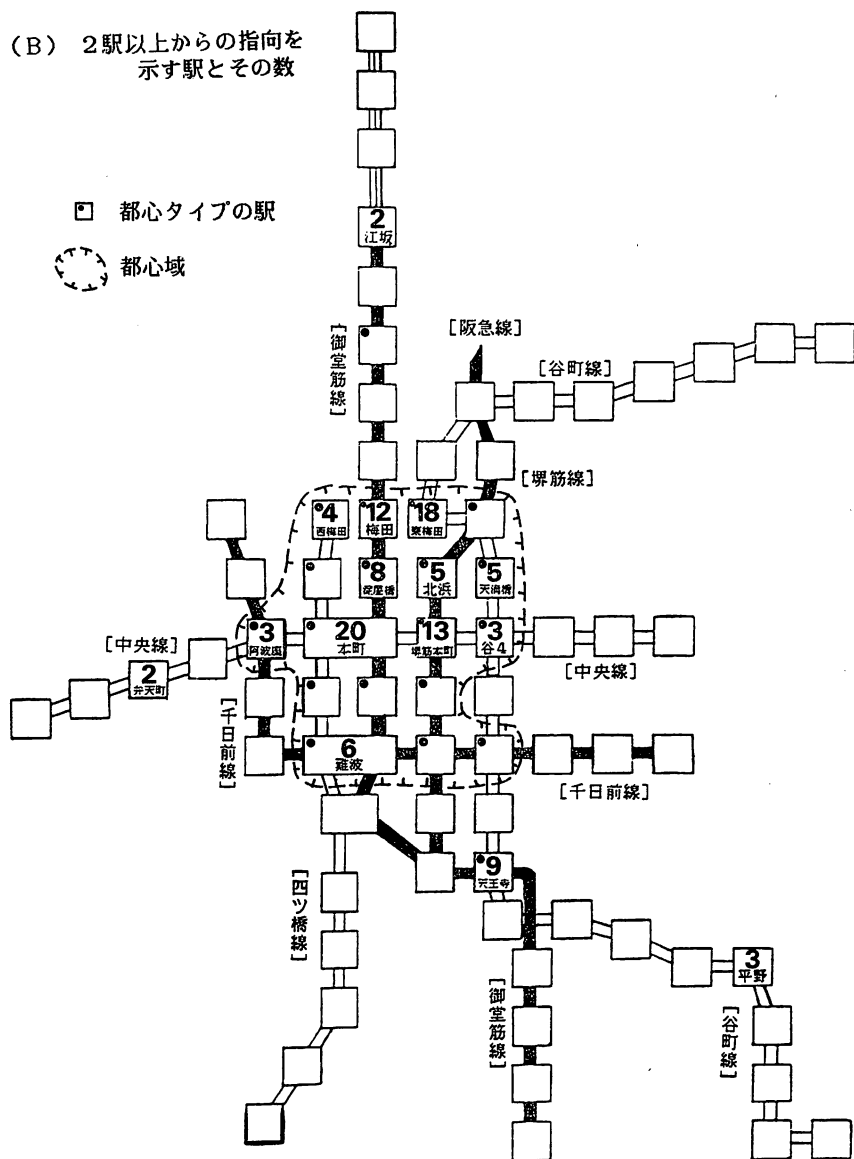 (B) 2駅以上からの指向を
示す駅とその数
都心タイプの駅
都心域
2
江坂
[御堂筋線]
[阪急線]
[谷町線]
[堺筋線]
4
西梅田
12
梅田
18
東梅田
8
淀屋橋
5
北浜
5
天満橋
[中央線]
3
阿波座
20
本町
13
堺筋本町
3
谷4
[中央線]
2
弁天町
[千日前線]
6
難波
[千日前線]
[四ツ橋線]
9
天王寺
[御堂筋線]
3
平野
[谷町線]